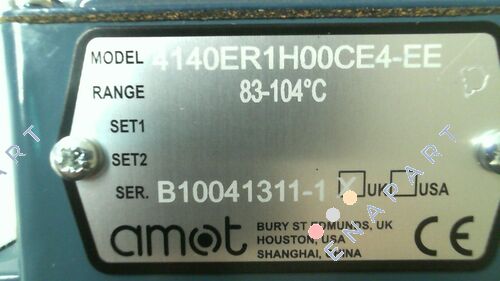 MODEL 4140ER1H00CE4-EE
RANGE 83-104°C
SET1
SET2
SER. B10041311-1 X UK USA
amot BURY ST EDMUNDS, UK
HOUSTON, USA
SHANGHAI, CHINA
CE
ENAPART